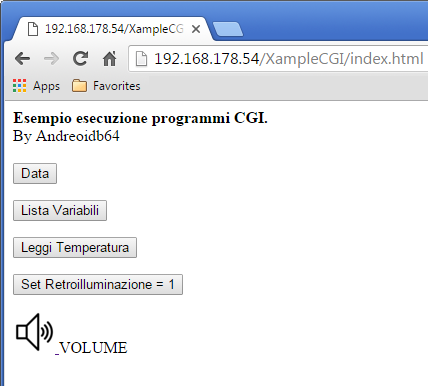 192.168.178.54/XampleCG
192.168.178.54/XampleCGI/index.html
Apps Favorites
Esempio esecuzione programmi CGI.
By Andreoidb64
Data
Lista Variabili
Leggi Temperatura
Set Retroilluminazione = 1
VOLUME